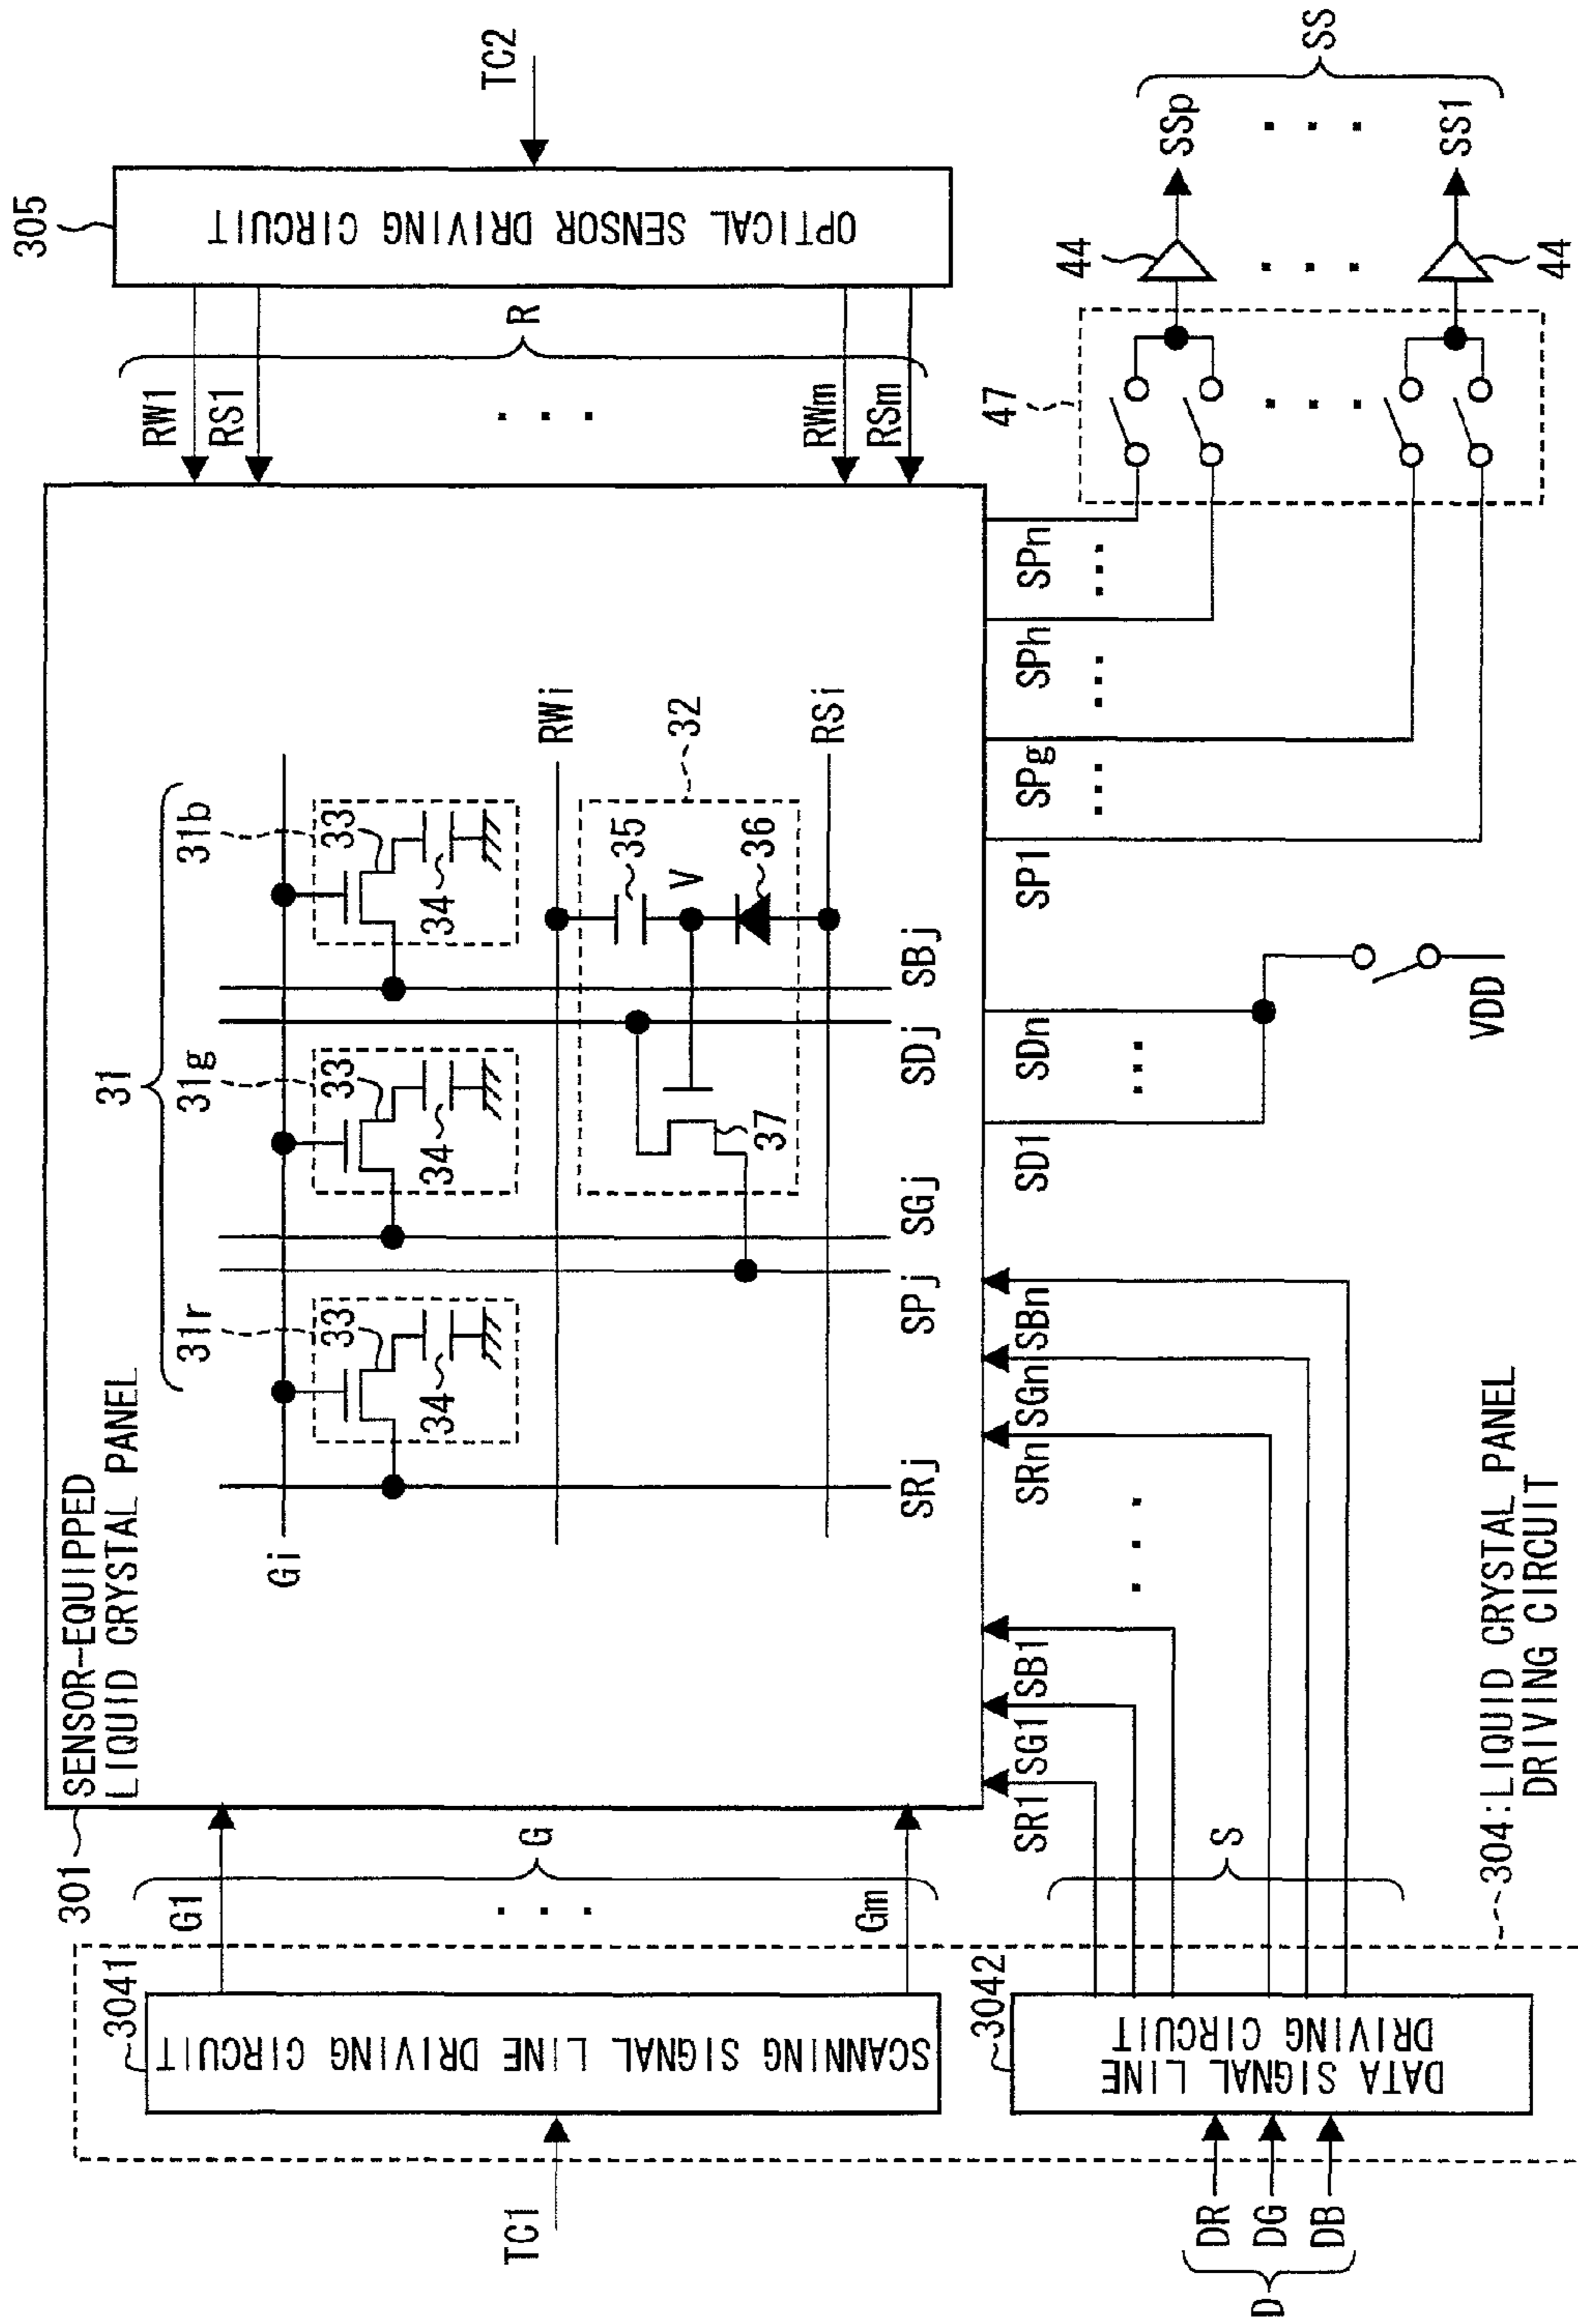 301
SENSOR-EQUIPPED
LIQUID CRYSTAL PANEL
31
31r
31g
31b
Gi
33
33
33
34
34
34
RWi
32
35
V
36
37
RSi
SRj
SPj
SGj
SDj
SBj
305
OPTICAL SENSOR DRIVING CIRCUIT
TC2
RW1
RS1
R
RWm
RSm
G1
G
Gm
3041
SCANNING SIGNAL LINE DRIVING CIRCUIT
TC1
3042
DATA SIGNAL LINE
DRIVING CIRCUIT
DR
DG
DB
D
S
SR1
SG1
SB1
SRn
SGn
SBn
304:LIQUID CRYSTAL PANEL
DRIVING CIRCUIT
SD1
SDn
VDD
SP1
SPg
SPh
SPn
47
44
44
SSp
SS1
SS